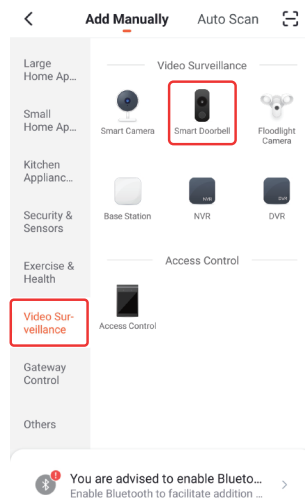 Add Manually
Auto Scan
Large
Home Ap...
Small
Home Ap...
Kitchen
Applianc...
Security &
Sensors
Exercise &
Health
Video Sur-
veillance
Gateway
Control
Others
Video Surveillance
Smart Camera
Smart Doorbell
Floodlight
Camera
Base Station
NVR
NVR
DVR
DVR
Access Control
Access Control
You are advised to enable Blueto...
Enable Bluetooth to facilitate addition ...